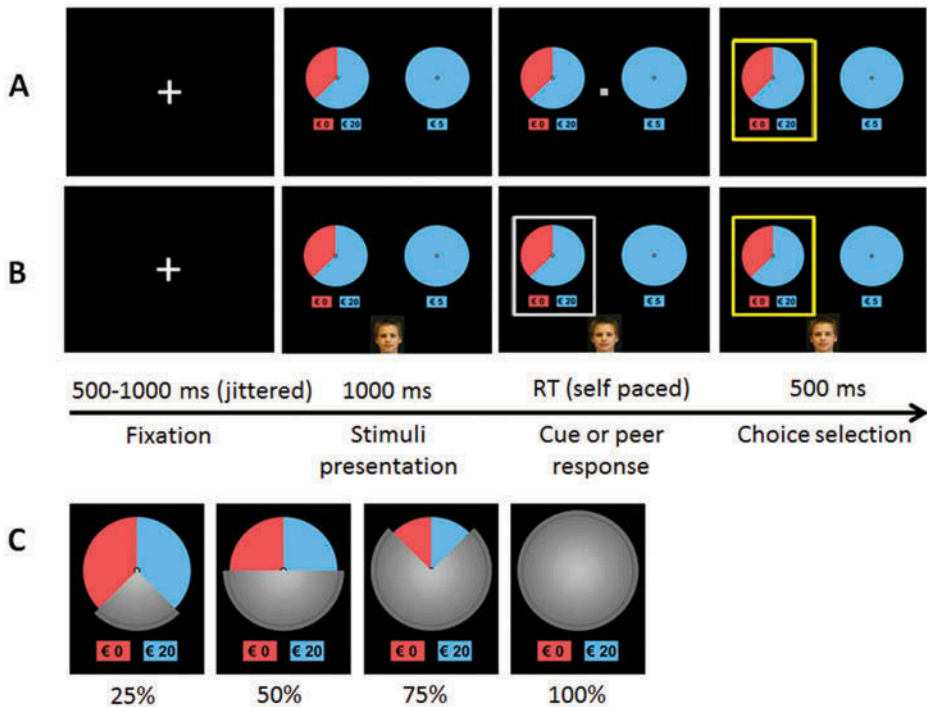 A
€ 0 € 20 € 5 € 0 € 20 € 5 € 0 € 20 € 5
B
€ 0 € 20 € 5 € 0 € 20 € 5 € 0 € 20 € 5
500-1000 ms (jittered) 1000 ms RT (self paced) 500 ms
Fixation Stimuli Cue or peer Choice selection
presentation response
C
€ 0 € 20 € 0 € 20 € 0 € 20 € 0 € 20
25% 50% 75% 100%